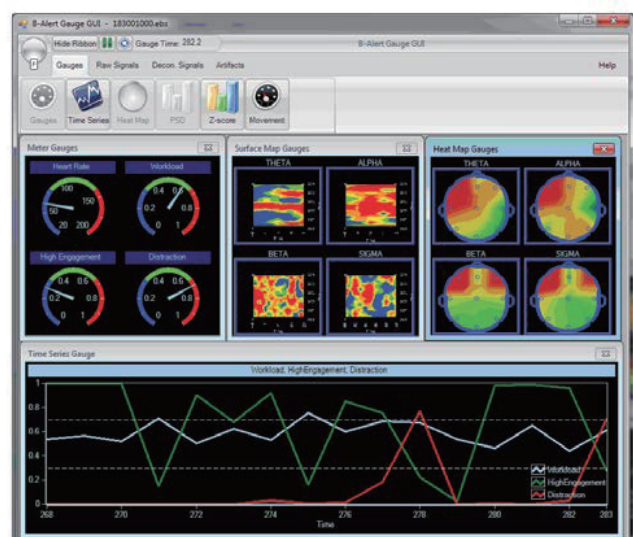 B-Alert Gauge GUI - 183001000.ebs
Hide Ribbon Gauge Time: 282.2 B-Alert Gauge GUI
Gauges Raw Signals Decon. Signals Artifacts Help
Gauges Time Series Heat Map PSD Z-score Movement
Meter Gauges Surface Map Gauges Heat Map Gauges
Heart Rate Workload THETA ALPHA THETA ALPHA
100 0.4 0.6
50 150 0.2 0.8
20 200 0 1
High Engagement Distraction BETA SIGMA BETA SIGMA
0.4 0.6 0.4 0.6
0.2 0.8 0.2 0.8
0 1 0 1
Time Series Gauge
Workload, HighEngagement, Distraction
1
0.8
0.6
0.4
0.2
0
Workload
HighEngagement
Distraction
268 270 272 274 276 278 280 282 283
Time